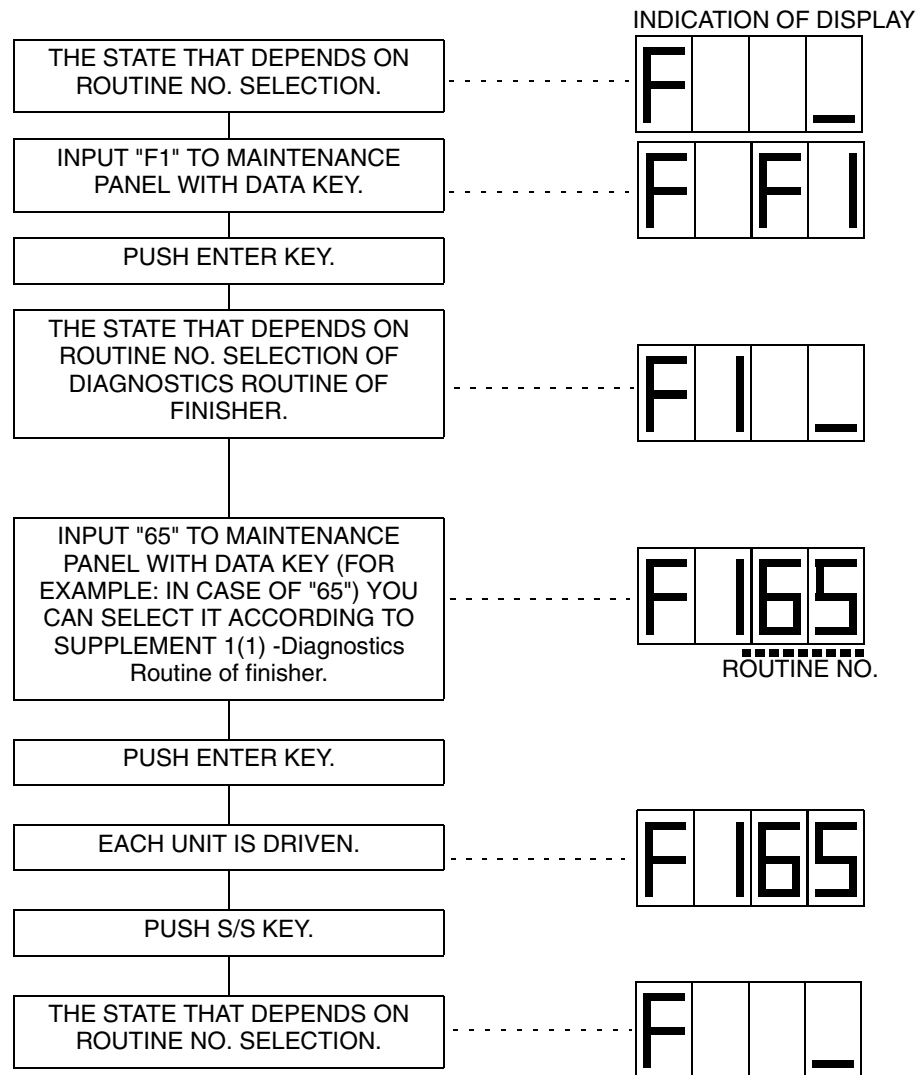 INDICATION OF DISPLAY
THE STATE THAT DEPENDS ON
ROUTINE NO. SELECTION.
F _
INPUT "F1" TO MAINTENANCE
PANEL WITH DATA KEY.
F F1
PUSH ENTER KEY.
THE STATE THAT DEPENDS ON
ROUTINE NO. SELECTION OF
DIAGNOSTICS ROUTINE OF
FINISHER.
F1 _
INPUT "65" TO MAINTENANCE
PANEL WITH DATA KEY (FOR
EXAMPLE: IN CASE OF "65") YOU
CAN SELECT IT ACCORDING TO
SUPPLEMENT 1(1) -Diagnostics
Routine of finisher.
F165
ROUTINE NO.
PUSH ENTER KEY.
EACH UNIT IS DRIVEN.
F165
PUSH S/S KEY.
THE STATE THAT DEPENDS ON
ROUTINE NO. SELECTION.
F _